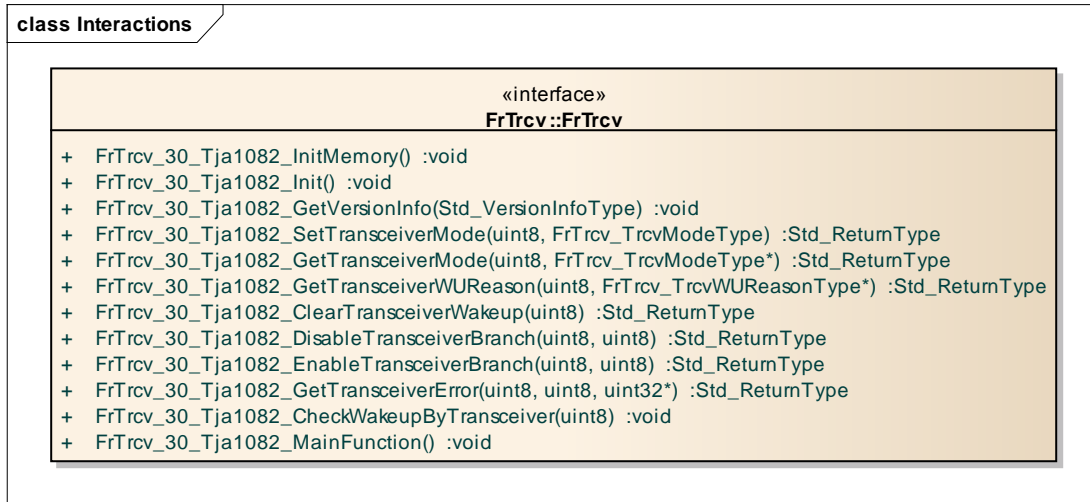 class Interactions
«interface»
FrTrcv::FrTrcv
+ FrTrcv_30_Tja1082_InitMemory() :void
+ FrTrcv_30_Tja1082_Init() :void
+ FrTrcv_30_Tja1082_GetVersionInfo(Std_VersionInfoType) :void
+ FrTrcv_30_Tja1082_SetTransceiverMode(uint8, FrTrcv_TrcvModeType) :Std_ReturnType
+ FrTrcv_30_Tja1082_GetTransceiverMode(uint8, FrTrcv_TrcvModeType*) :Std_ReturnType
+ FrTrcv_30_Tja1082_GetTransceiverWUReason(uint8, FrTrcv_TrcvWUReasonType*) :Std_ReturnType
+ FrTrcv_30_Tja1082_ClearTransceiverWakeup(uint8) :Std_ReturnType
+ FrTrcv_30_Tja1082_DisableTransceiverBranch(uint8, uint8) :Std_ReturnType
+ FrTrcv_30_Tja1082_EnableTransceiverBranch(uint8, uint8) :Std_ReturnType
+ FrTrcv_30_Tja1082_GetTransceiverError(uint8, uint8, uint32*) :Std_ReturnType
+ FrTrcv_30_Tja1082_CheckWakeupByTransceiver(uint8) :void
+ FrTrcv_30_Tja1082_MainFunction() :void